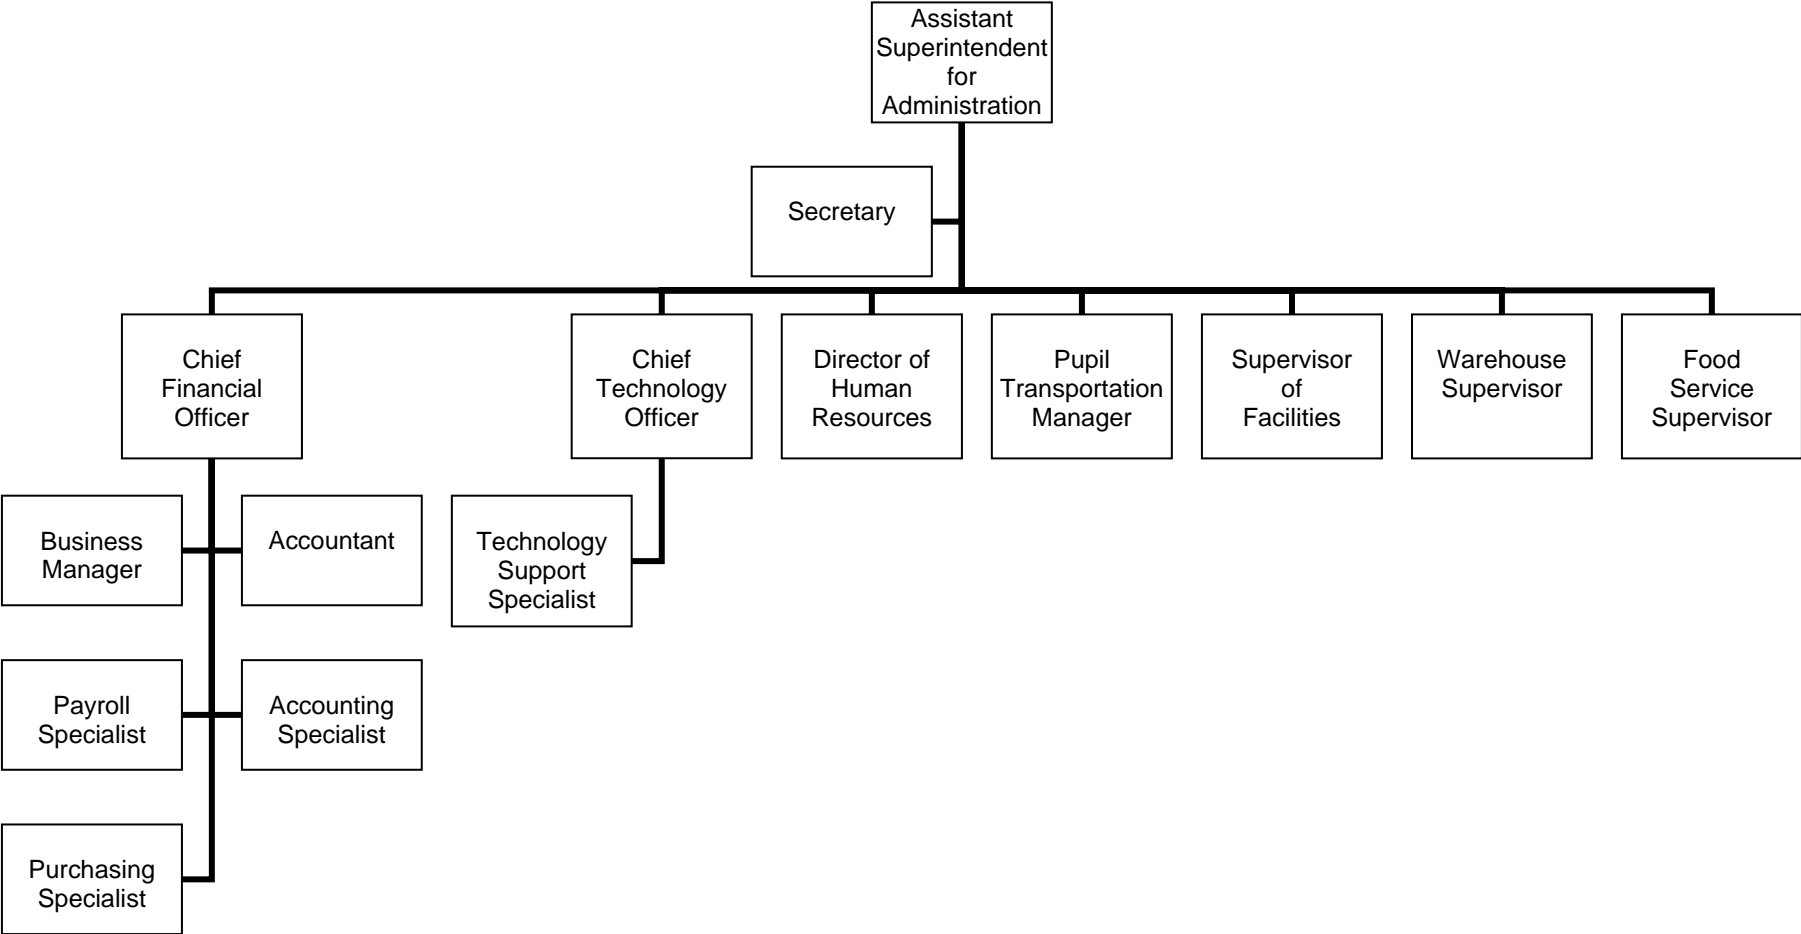 Assistant
Superintendent
for
Administration
Secretary
Chief
Financial
Officer
Chief
Technology
Officer
Director of
Human
Resources
Pupil
Transportation
Manager
Supervisor
of
Facilities
Warehouse
Supervisor
Food
Service
Supervisor
Business
Manager
Accountant
Technology
Support
Specialist
Payroll
Specialist
Accounting
Specialist
Purchasing
Specialist